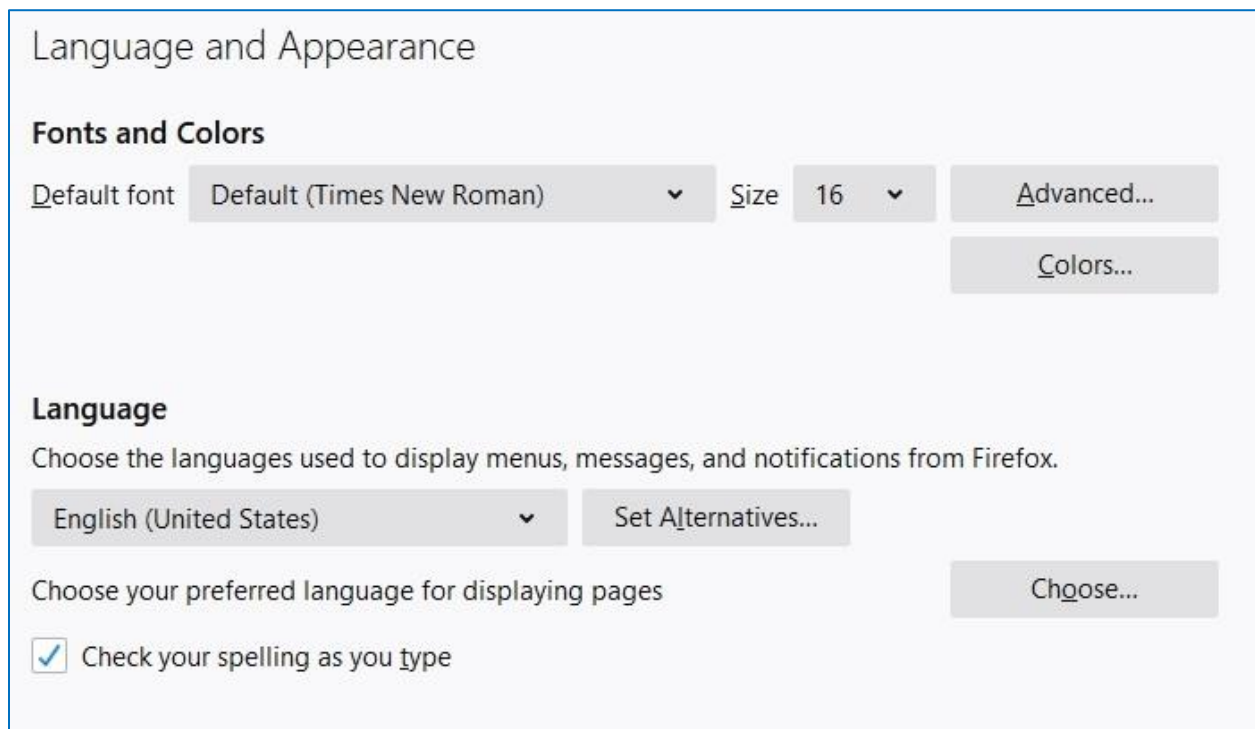 Language and Appearance
Fonts and Colors
Default font Default (Times New Roman) Size 16 Advanced...
Colors...
Language
Choose the languages used to display menus, messages, and notifications from Firefox.
English (United States) Set Alternatives...
Choose your preferred language for displaying pages Choose...
Check your spelling as you type